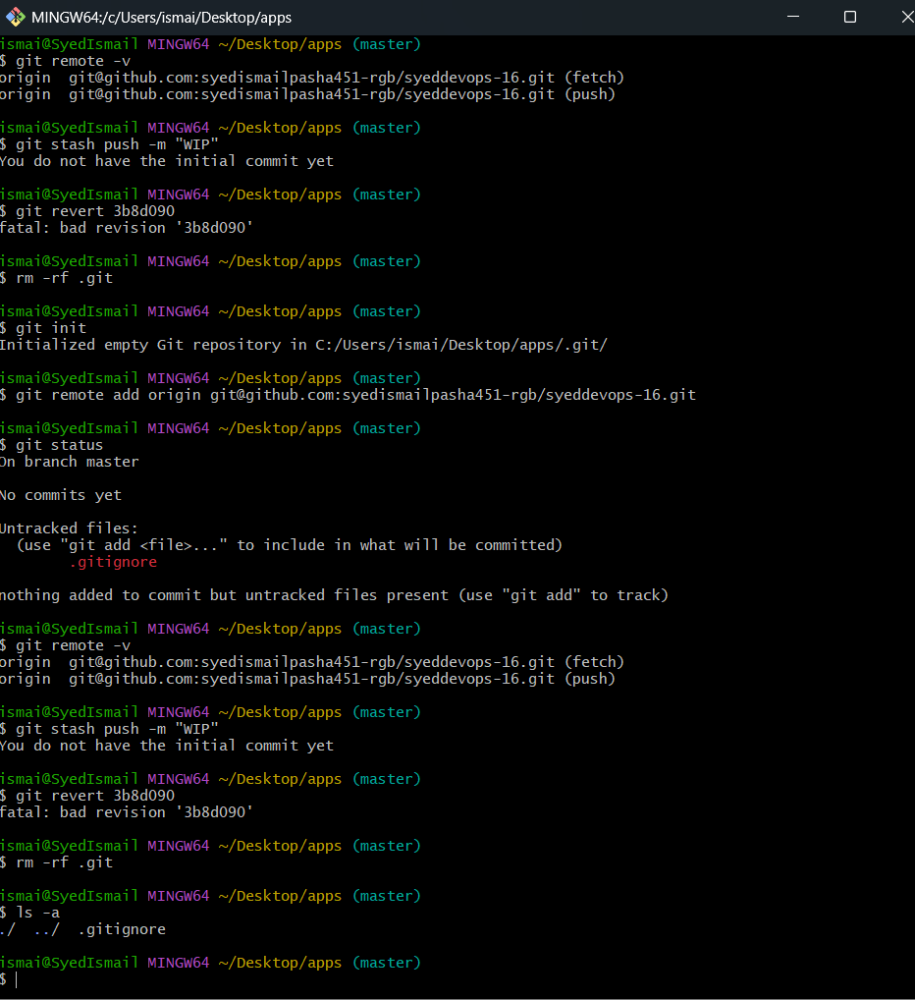 MINGW64:/c/Users/ismai/Desktop/apps
ismai@SyedIsmail MINGW64 ~/Desktop/apps (master)
$ git remote -v
origin  git@github.com:syedismailpasha451-rgb/syeddevops-16.git (fetch)
origin  git@github.com:syedismailpasha451-rgb/syeddevops-16.git (push)

ismai@SyedIsmail MINGW64 ~/Desktop/apps (master)
$ git stash push -m "WIP"
You do not have the initial commit yet

ismai@SyedIsmail MINGW64 ~/Desktop/apps (master)
$ git revert 3b8d090
fatal: bad revision '3b8d090'

ismai@SyedIsmail MINGW64 ~/Desktop/apps (master)
$ rm -rf .git

ismai@SyedIsmail MINGW64 ~/Desktop/apps (master)
$ git init
Initialized empty Git repository in C:/Users/ismai/Desktop/apps/.git/

ismai@SyedIsmail MINGW64 ~/Desktop/apps (master)
$ git remote add origin git@github.com:syedismailpasha451-rgb/syeddevops-16.git

ismai@SyedIsmail MINGW64 ~/Desktop/apps (master)
$ git status
On branch master

No commits yet

Untracked files:
  (use "git add <file>..." to include in what will be committed)
        .gitignore

nothing added to commit but untracked files present (use "git add" to track)

ismai@SyedIsmail MINGW64 ~/Desktop/apps (master)
$ git remote -v
origin  git@github.com:syedismailpasha451-rgb/syeddevops-16.git (fetch)
origin  git@github.com:syedismailpasha451-rgb/syeddevops-16.git (push)

ismai@SyedIsmail MINGW64 ~/Desktop/apps (master)
$ git stash push -m "WIP"
You do not have the initial commit yet

ismai@SyedIsmail MINGW64 ~/Desktop/apps (master)
$ git revert 3b8d090
fatal: bad revision '3b8d090'

ismai@SyedIsmail MINGW64 ~/Desktop/apps (master)
$ rm -rf .git

ismai@SyedIsmail MINGW64 ~/Desktop/apps (master)
$ ls -a
./  ../  .gitignore

ismai@SyedIsmail MINGW64 ~/Desktop/apps (master)
$